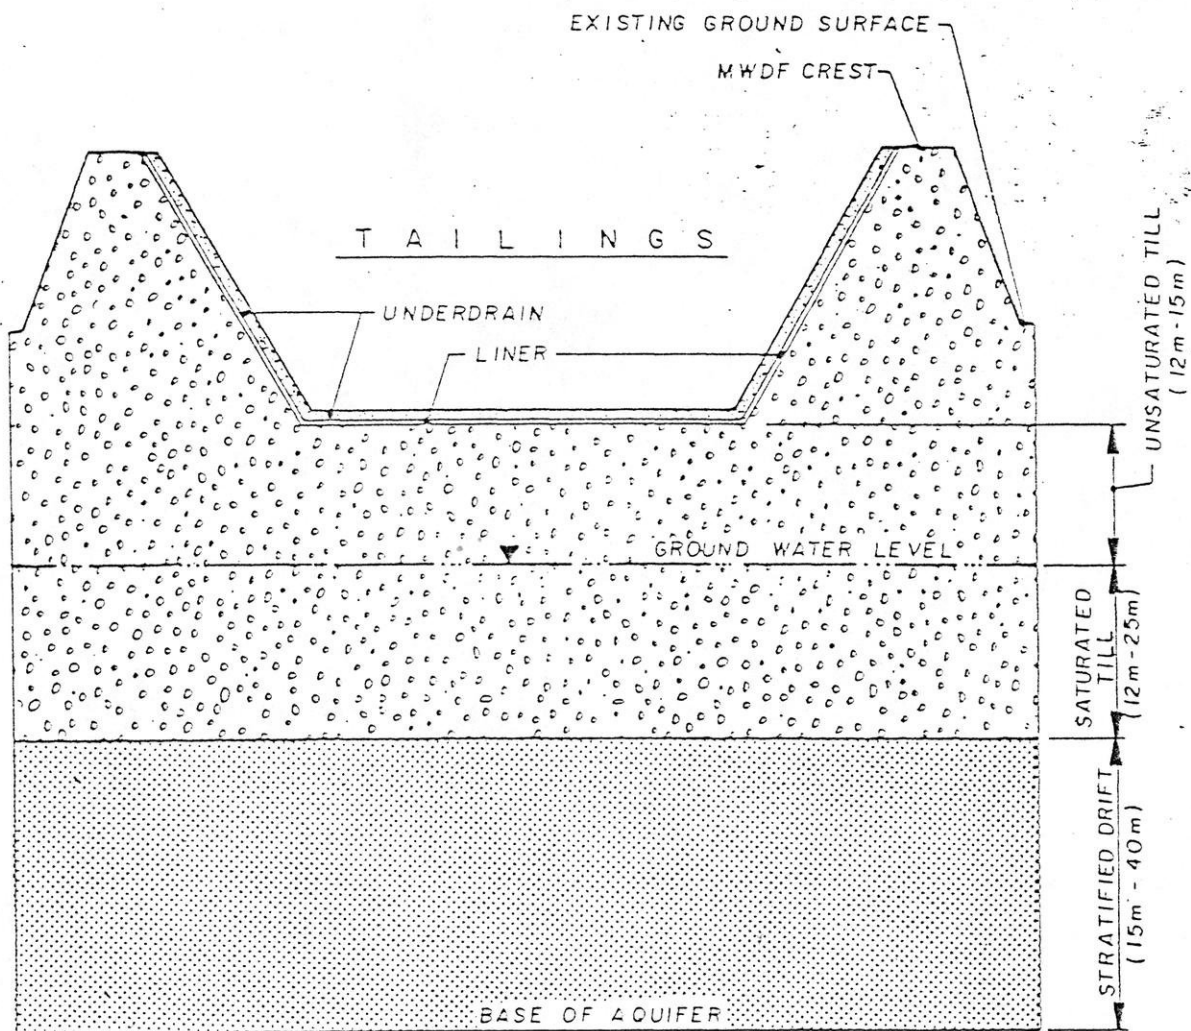 EXISTING GROUND SURFACE
MWDF CREST
TAILINGS
UNDERDRAIN
LINER
UNSATURATED TILL
(12m-15m)
GROUND WATER LEVEL
SATURATED
TILL
(12m-25m)
STRATIFIED DRIFT
(15m - 40m)
BASE OF AQUIFER